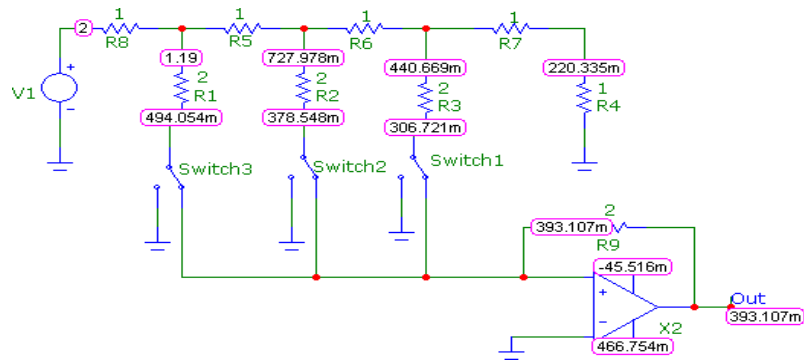 1 1 1 1
2 R8 R5 R6 R7
1.19 727.978m 440.669m 220.335m
+ 2 2 2 1
V1 R1 R2 R3 R4
-
494.054m 378.548m 306.721m
Switch3 Switch2 Switch1
2
393.107m
R9
-45.516m
+
Out
-
393.107m
X2
466.754m